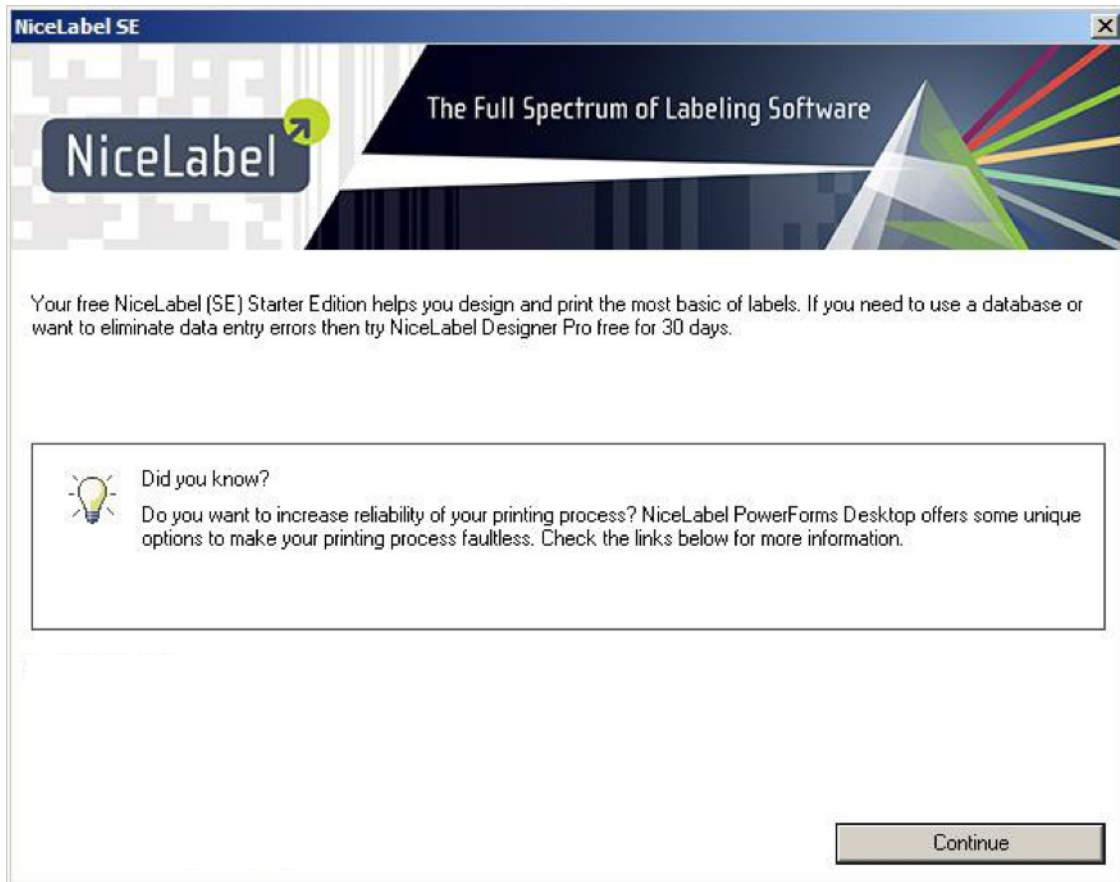 NiceLabel SE
NiceLabel
The Full Spectrum of Labeling Software
Your free NiceLabel (SE) Starter Edition helps you design and print the most basic of labels. If you need to use a database or
want to eliminate data entry errors then try NiceLabel Designer Pro free for 30 days.
Did you know?
Do you want to increase reliability of your printing process? NiceLabel PowerForms Desktop offers some unique
options to make your printing process faultless. Check the links below for more information.
Continue